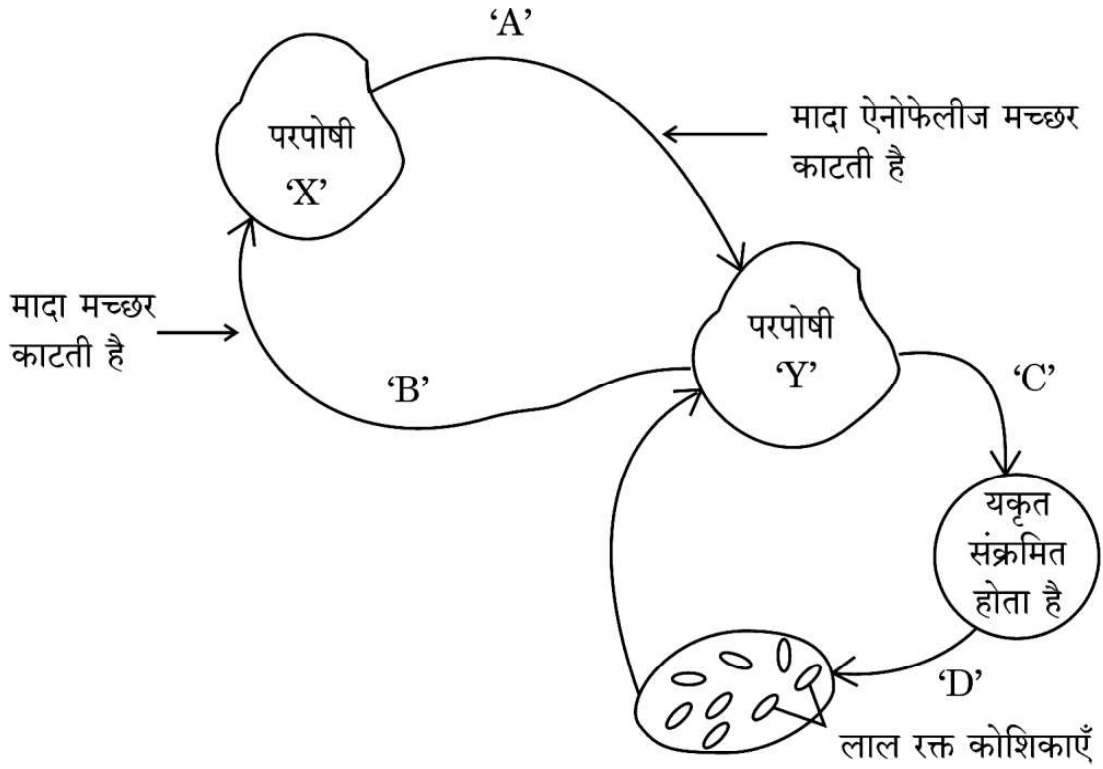 ‘A’
परपोषी
‘X’
मादा ऐनोफेलीज मच्छर
काटती है
मादा मच्छर
काटती है
‘B’
परपोषी
‘Y’
‘C’
यकृत
संक्रमित
होता है
‘D’
लाल रक्त कोशिकाएँ